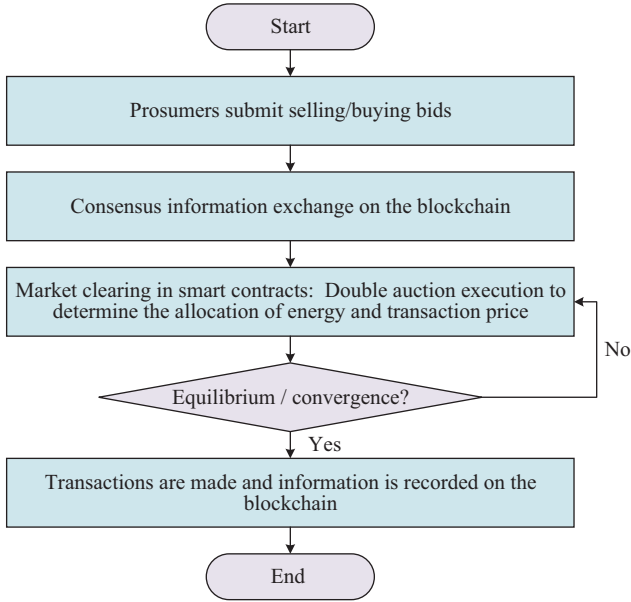 Start
Prosumers submit selling/buying bids
Consensus information exchange on the blockchain
Market clearing in smart contracts:  Double auction execution to
determine the allocation of energy and transaction price
No
Equilibrium / convergence?
Yes
Transactions are made and information is recorded on the
blockchain
End